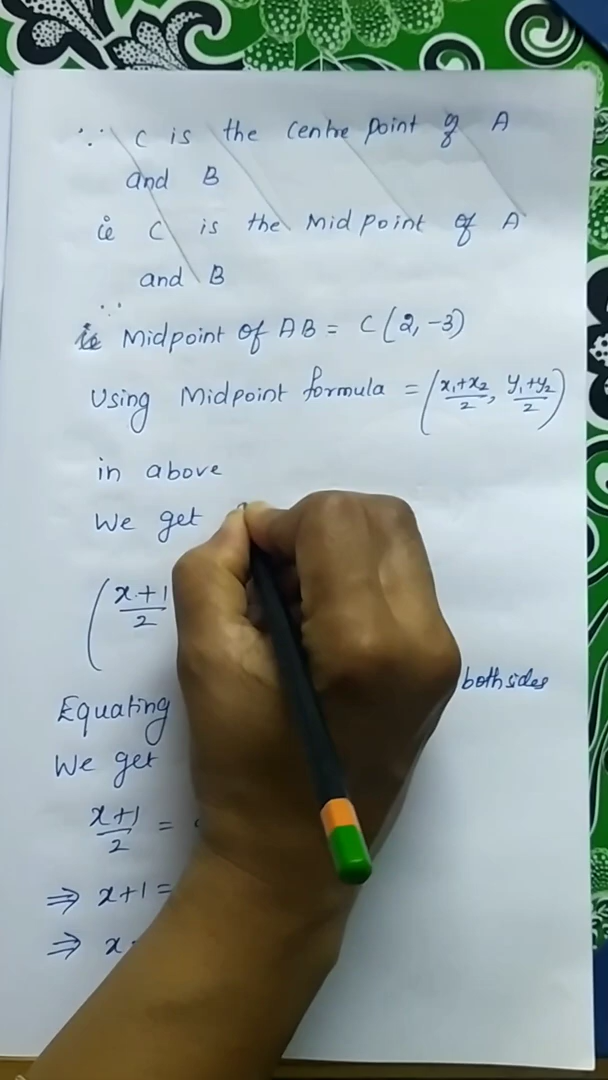 ∵ C is the Centre point of A
and B
ie C is the Mid point of A
and B
∵
ie Midpoint of AB = C(2, -3)
Using Midpoint formula = (x₁+x₂/2, y₁+y₂/2)
in above
We get
(x+1/2
Equating both sides
We get
x+1/2 =
⇒ x+1 =
⇒ x